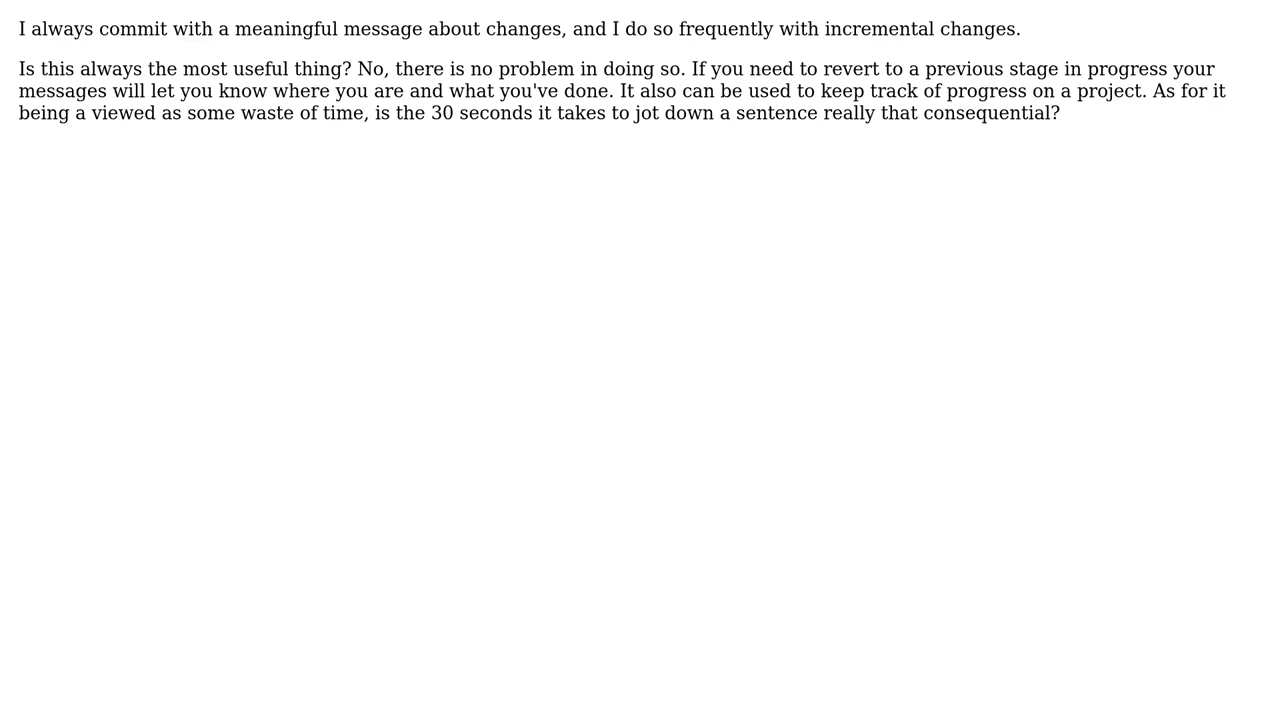 I always commit with a meaningful message about changes, and I do so frequently with incremental changes.
Is this always the most useful thing? No, there is no problem in doing so. If you need to revert to a previous stage in progress your
messages will let you know where you are and what you've done. It also can be used to keep track of progress on a project. As for it
being a viewed as some waste of time, is the 30 seconds it takes to jot down a sentence really that consequential?